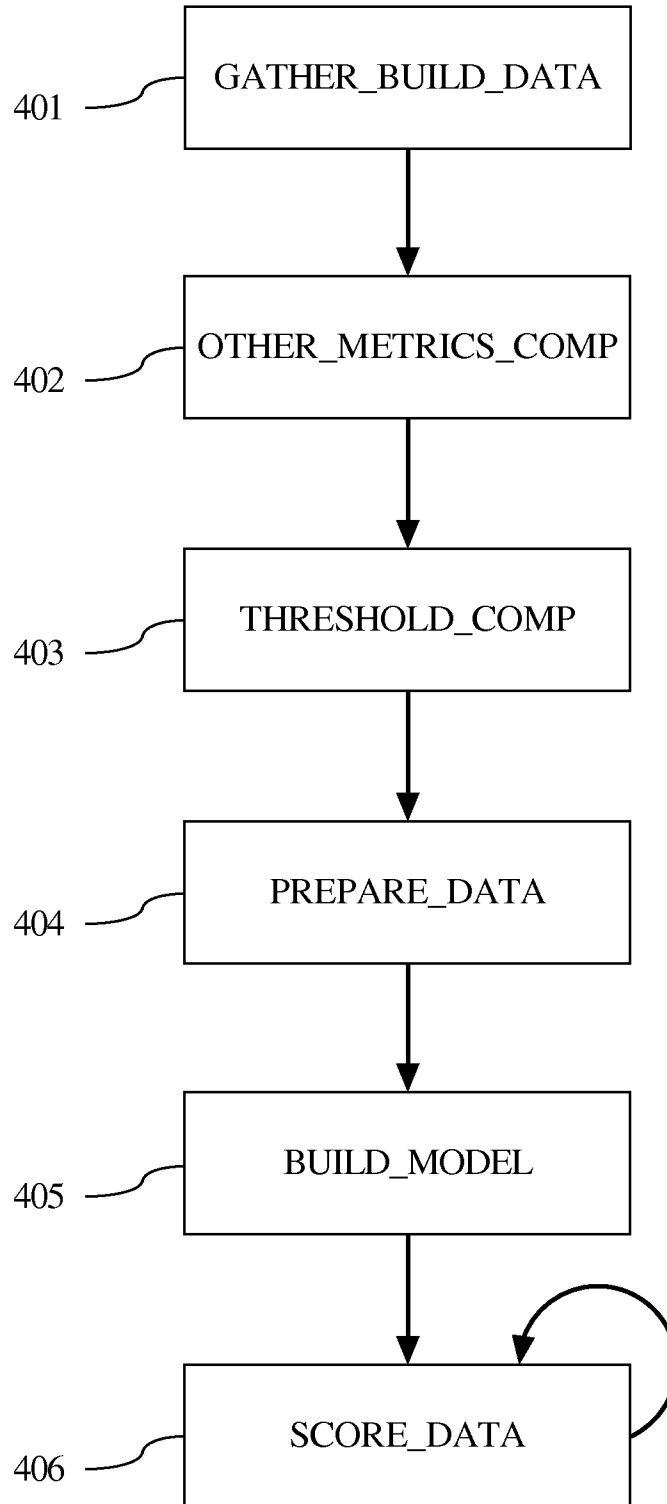 GATHER_BUILD_DATA
401
OTHER_METRICS_COMP
402
THRESHOLD_COMP
403
PREPARE_DATA
404
BUILD_MODEL
405
SCORE_DATA
406